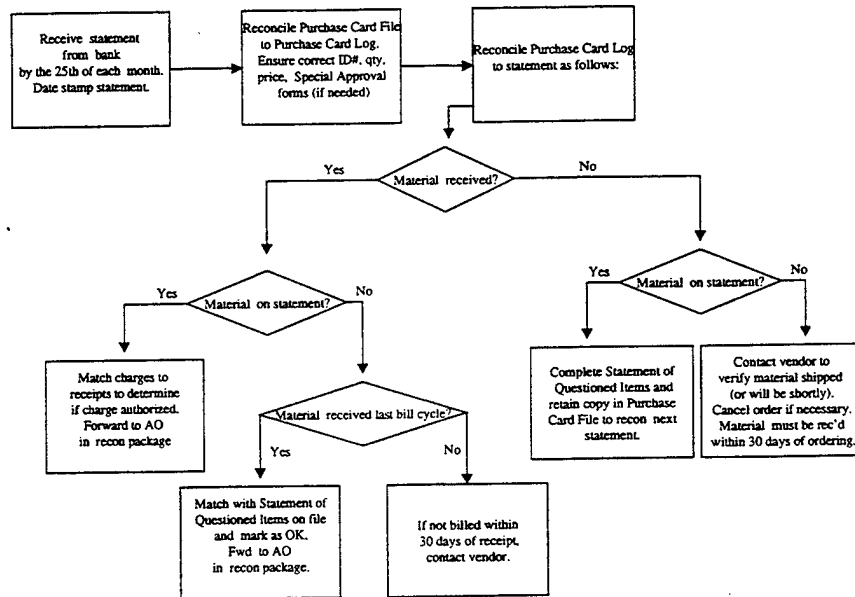 Receive statement
from bank
by the 25th of each month.
Date stamp statement.
Reconcile Purchase Card File
to Purchase Card Log.
Ensure correct ID#, qty,
price, Special Approval
forms (if needed)
Reconcile Purchase Card Log
to statement as follows:
Yes
Material received?
No
Yes
Material on statement?
No
Yes
Material on statement?
No
Match charges to
receipts to determine
if charge authorized.
Forward to AO
in recon package
Material received last bill cycle?
Complete Statement of
Questioned Items and
retain copy in Purchase
Card File to recon next
statement.
Contact vendor to
verify material shipped
(or will be shortly).
Cancel order if necessary.
Material must be rec'd
within 30 days of ordering.
Yes
No
Match with Statement of
Questioned Items on file
and mark as OK.
Fwd to AO
in recon package.
If not billed within
30 days of receipt,
contact vendor.